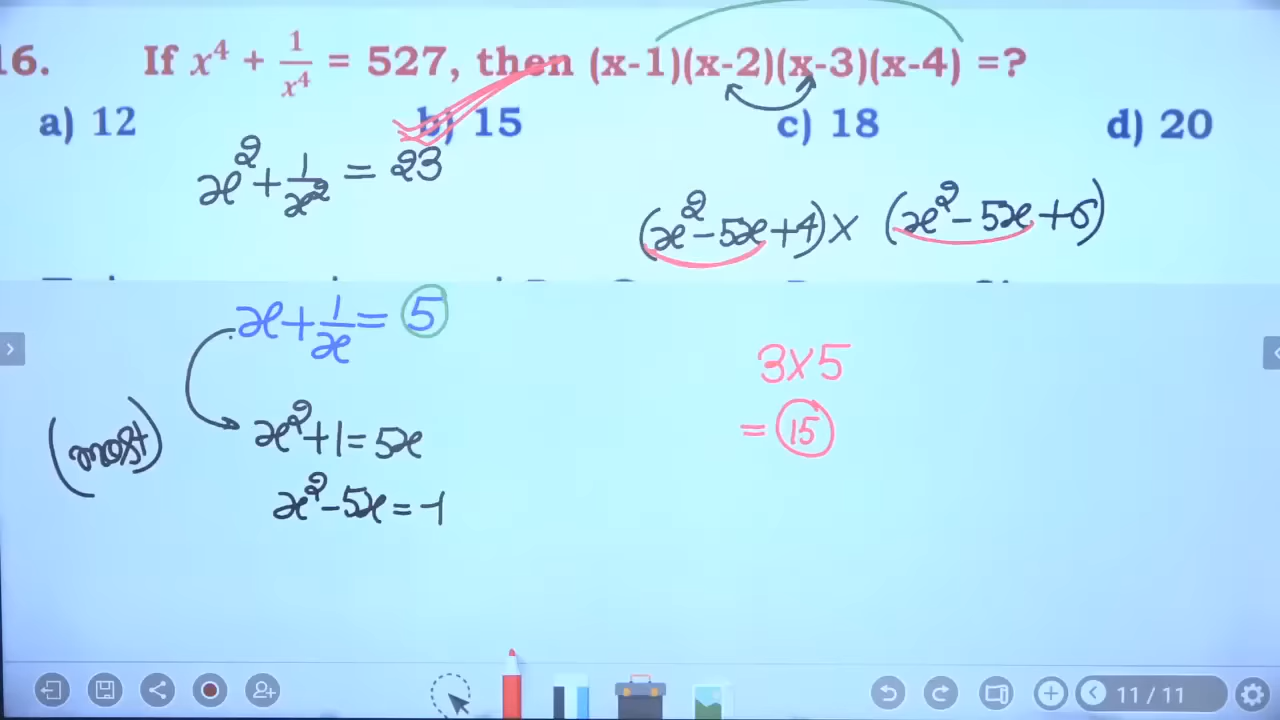 16. If x⁴ + 1/x⁴ = 527, then (x-1)(x-2)(x-3)(x-4) =?
a) 12 b) 15 c) 18 d) 20
x² + 1/x² = 23
(x² - 5x + 4) × (x² - 5x + 6)
x + 1/x = 5
3 × 5
= 15
x² + 1 = 5x
(most)
x² - 5x = -1
11 / 11